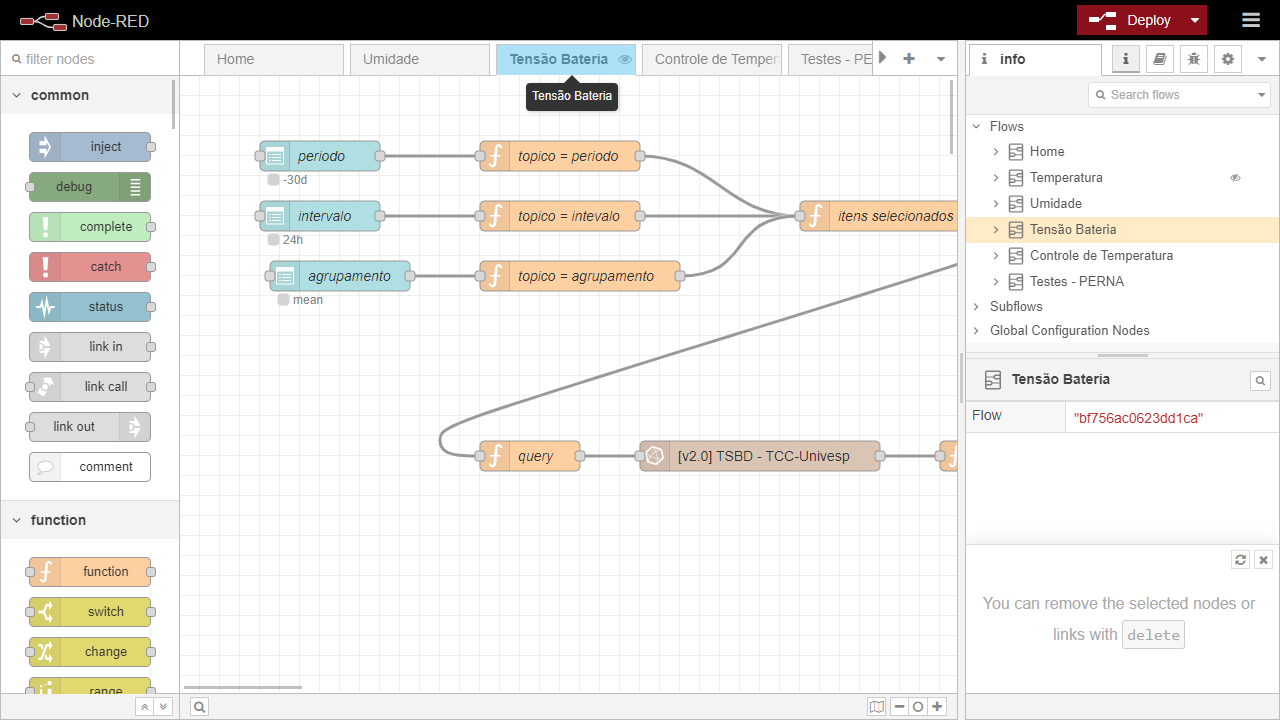 Node-RED
Deploy
filter nodes
Home
Umidade
Tensão Bateria
Controle de Temper
Testes - PE
info
Tensão Bateria
Search flows
common
inject
debug
complete
catch
status
link in
link call
link out
comment
function
function
switch
change
range
periodo
-30d
topico = periodo
intervalo
24h
topico = intevalo
itens selecionados
agrupamento
mean
topico = agrupamento
query
[v2.0] TSBD - TCC-Univesp
Flows
Home
Temperatura
Umidade
Tensão Bateria
Controle de Temperatura
Testes - PERNA
Subflows
Global Configuration Nodes
Tensão Bateria
Flow
"bf756ac0623dd1ca"
You can remove the selected nodes or
links with delete